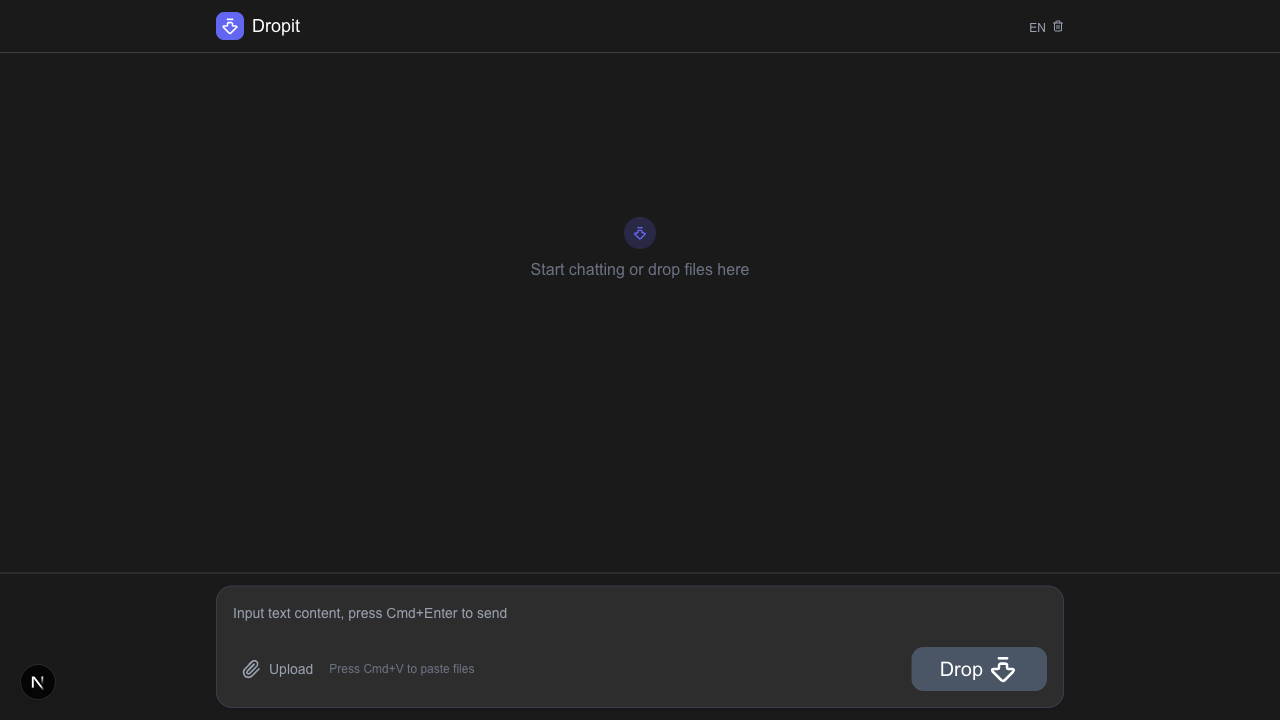 Dropit
EN
Start chatting or drop files here
Input text content, press Cmd+Enter to send
Upload
Press Cmd+V to paste files
Drop
N